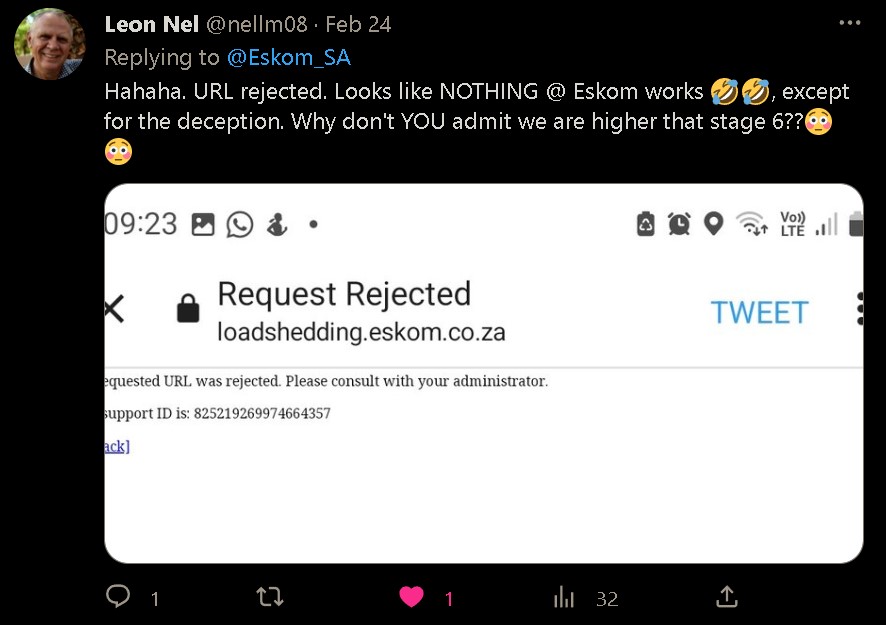 Leon Nel @nellm08 · Feb 24
Replying to @Eskom_SA
Hahaha. URL rejected. Looks like NOTHING @ Eskom works 🤣🤣, except
for the deception. Why don't YOU admit we are higher that stage 6??😳
😳
09:23 Vo)) LTE
Request Rejected
loadshedding.eskom.co.za
TWEET
equested URL was rejected. Please consult with your administrator.
support ID is: 825219269974664357
ack]
1 1 32